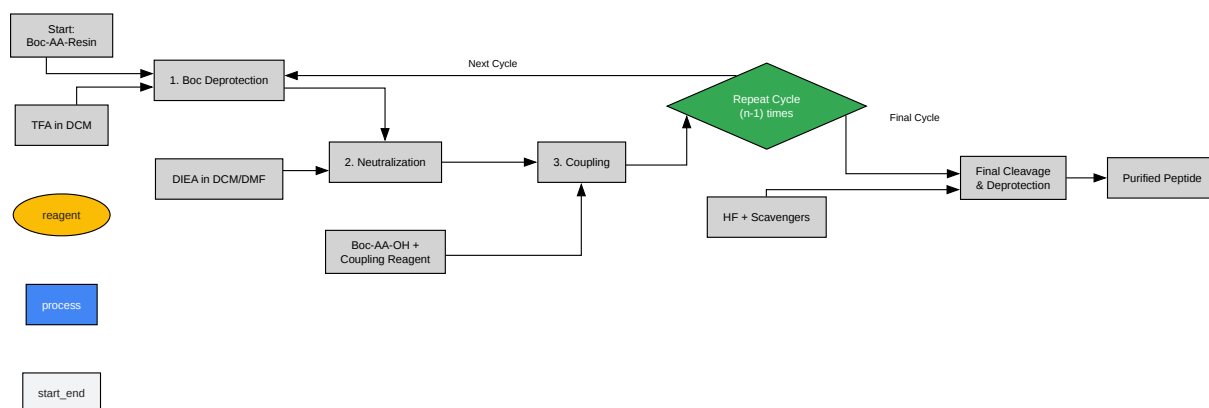 Start:
Boc-AA-Resin
TFA in DCM
1. Boc Deprotection
Next Cycle
Repeat Cycle
(n-1) times
Final Cycle
DIEA in DCM/DMF
2. Neutralization
3. Coupling
Boc-AA-OH +
Coupling Reagent
HF + Scavengers
Final Cleavage
& Deprotection
Purified Peptide
reagent
process
start_end